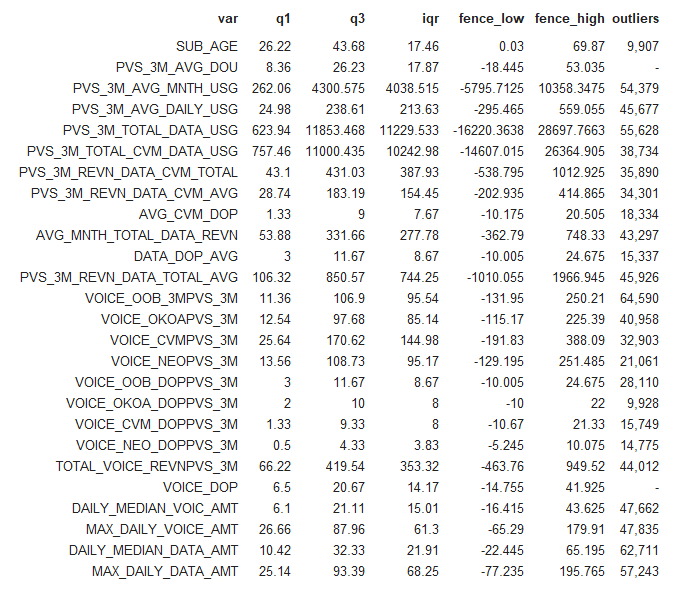 var q1 q3 iqr fence_low fence_high outliers
SUB_AGE 26.22 43.68 17.46 0.03 69.87 9,907
PVS_3M_AVG_DOU 8.36 26.23 17.87 -18.445 53.035 -
PVS_3M_AVG_MNTH_USG 262.06 4300.575 4038.515 -5795.7125 10358.3475 54,379
PVS_3M_AVG_DAILY_USG 24.98 238.61 213.63 -295.465 559.055 45,677
PVS_3M_TOTAL_DATA_USG 623.94 11853.468 11229.533 -16220.3638 28697.7663 55,628
PVS_3M_TOTAL_CVM_DATA_USG 757.46 11000.435 10242.98 -14607.015 26364.905 38,734
PVS_3M_REVN_DATA_CVM_TOTAL 43.1 431.03 387.93 -538.795 1012.925 35,890
PVS_3M_REVN_DATA_CVM_AVG 28.74 183.19 154.45 -202.935 414.865 34,301
AVG_CVM_DOP 1.33 9 7.67 -10.175 20.505 18,334
AVG_MNTH_TOTAL_DATA_REVN 53.88 331.66 277.78 -362.79 748.33 43,297
DATA_DOP_AVG 3 11.67 8.67 -10.005 24.675 15,337
PVS_3M_REVN_DATA_TOTAL_AVG 106.32 850.57 744.25 -1010.055 1966.945 45,926
VOICE_OOB_3MPVS_3M 11.36 106.9 95.54 -131.95 250.21 64,590
VOICE_OKOAPVS_3M 12.54 97.68 85.14 -115.17 225.39 40,958
VOICE_CVMPVS_3M 25.64 170.62 144.98 -191.83 388.09 32,903
VOICE_NEOPVS_3M 13.56 108.73 95.17 -129.195 251.485 21,061
VOICE_OOB_DOPPVS_3M 3 11.67 8.67 -10.005 24.675 28,110
VOICE_OKOA_DOPPVS_3M 2 10 8 -10 22 9,928
VOICE_CVM_DOPPVS_3M 1.33 9.33 8 -10.67 21.33 15,749
VOICE_NEO_DOPPVS_3M 0.5 4.33 3.83 -5.245 10.075 14,775
TOTAL_VOICE_REVNPVS_3M 66.22 419.54 353.32 -463.76 949.52 44,012
VOICE_DOP 6.5 20.67 14.17 -14.755 41.925 -
DAILY_MEDIAN_VOIC_AMT 6.1 21.11 15.01 -16.415 43.625 47,662
MAX_DAILY_VOICE_AMT 26.66 87.96 61.3 -65.29 179.91 47,835
DAILY_MEDIAN_DATA_AMT 10.42 32.33 21.91 -22.445 65.195 62,711
MAX_DAILY_DATA_AMT 25.14 93.39 68.25 -77.235 195.765 57,243